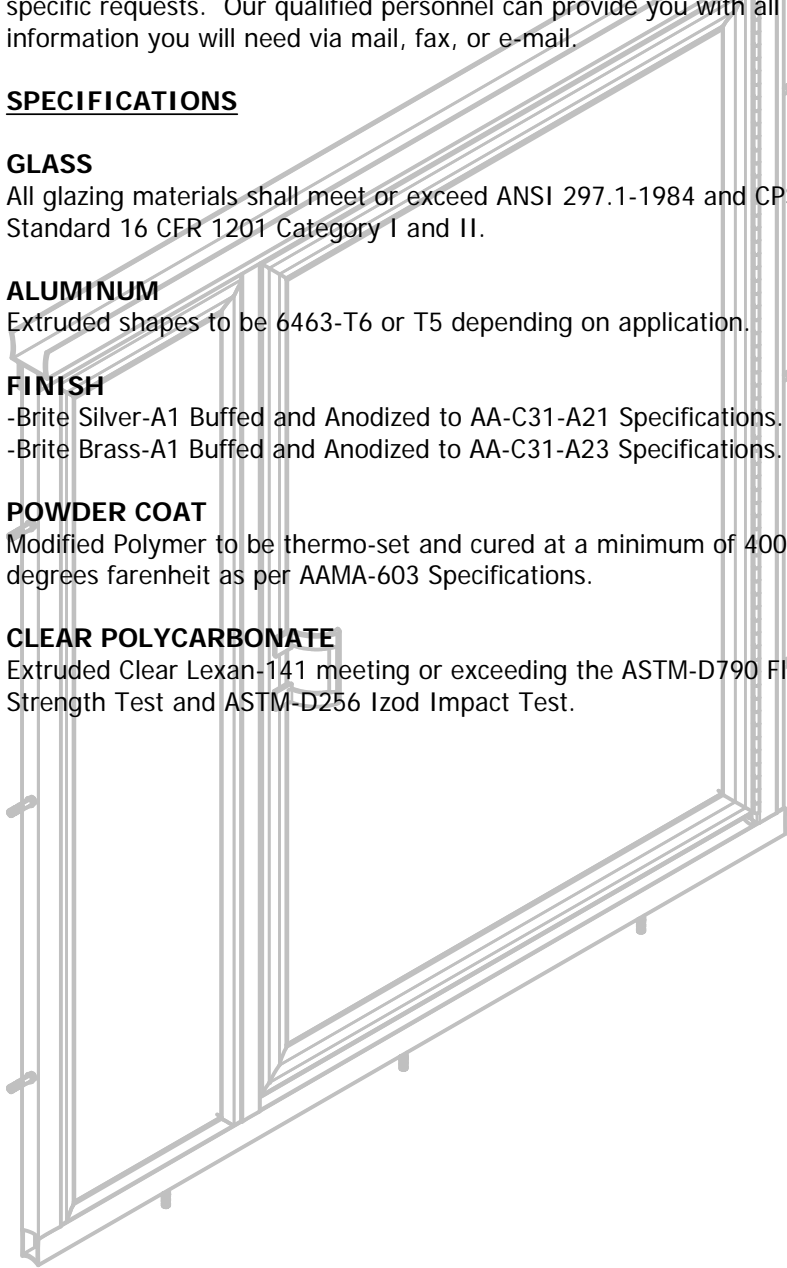 specific requests. Our qualified personnel can provide you with all
information you will need via mail, fax, or e-mail.
SPECIFICATIONS
GLASS
All glazing materials shall meet or exceed ANSI 297.1-1984 and
Standard 16 CFR 1201 Category I and II.
ALUMINUM
Extruded shapes to be 6463-T6 or T5 depending on application.
FINISH
-Brite Silver-A1 Buffed and Anodized to AA-C31-A21 Specifications.
-Brite Brass-A1 Buffed and Anodized to AA-C31-A23 Specifications.
POWDER COAT
Modified Polymer to be thermo-set and cured at a minimum of 400
degrees farenheit as per AAMA-603 Specifications.
CLEAR POLYCARBONATE
Extruded Clear Lexan-141 meeting or exceeding the ASTM-D790
Strength Test and ASTM-D256 Izod Impact Test.